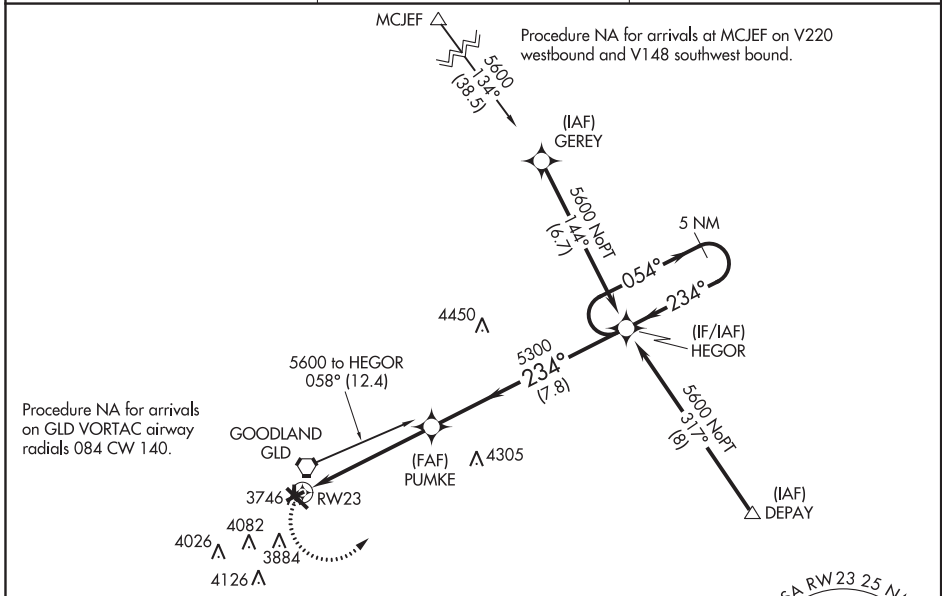 MCJEF
Procedure NA for arrivals at MCJEF on V220
westbound and V148 southwest bound.
5600
134°
(38.5)
(IAF)
GEREY
5600 NoPT
144°
(6.7)
5 NM
054°
234°
(IF/IAF)
HEGOR
4450
5300
234°
(7.8)
5600 to HEGOR
058° (12.4)
5600 NoPT
317°
(8)
Procedure NA for arrivals
on GLD VORTAC airway
radials 084 CW 140.
GOODLAND
GLD
(FAF)
PUMKE
4305
3746
RW23
(IAF)
DEPAY
4082
4026
3884
4126
RW23 25